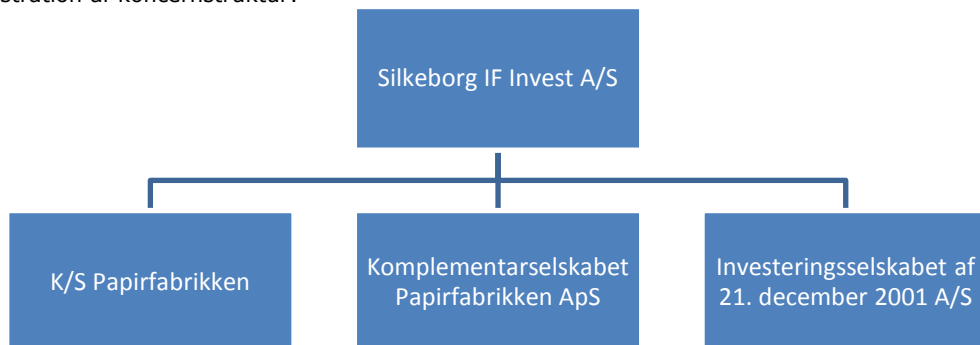 Silkeborg IF Invest A/S
K/S Papirfabrikken
Komplementarselskabet
Papirfabrikken ApS
Investeringsselskabet af
21. december 2001 A/S